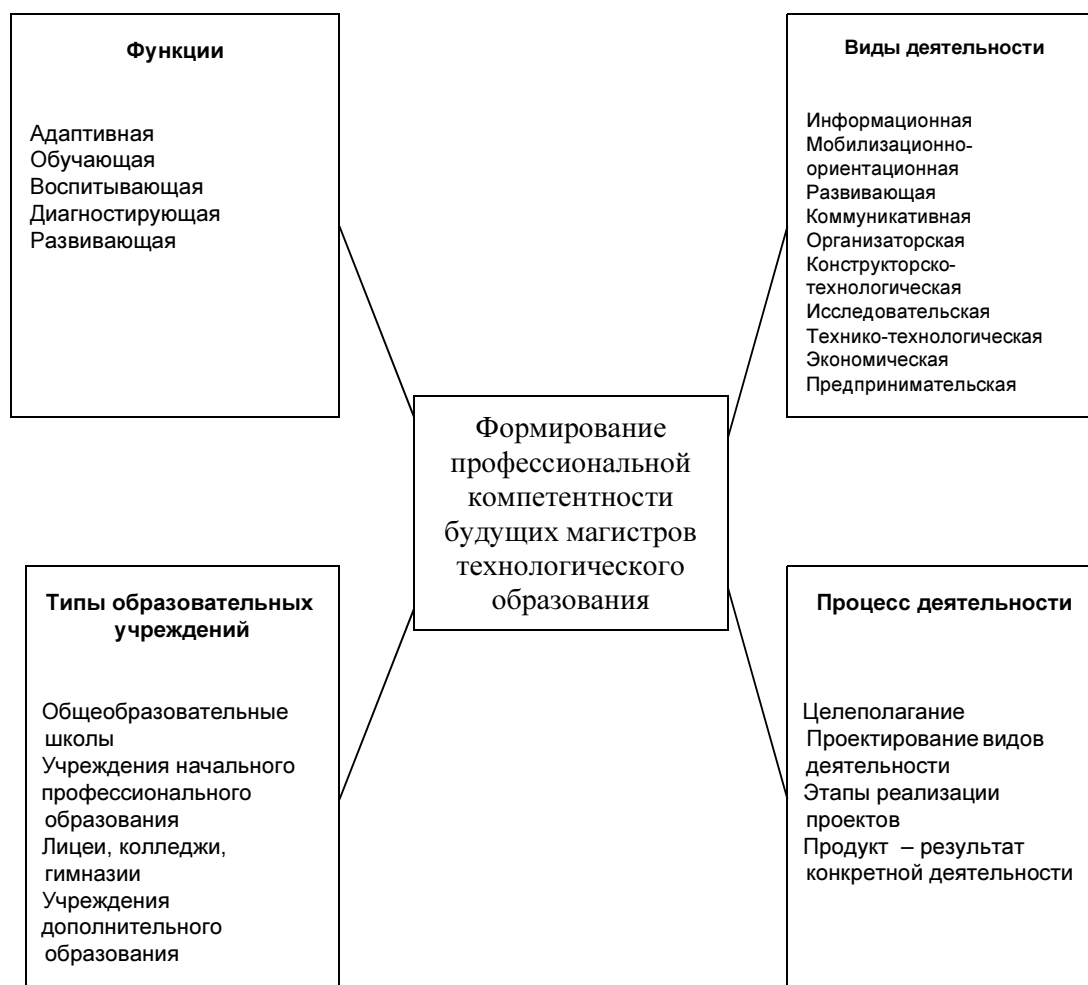 Функции
Адаптивная
Обучающая
Воспитывающая
Диагностирующая
Развивающая
Виды деятельности
Информационная
Мобилизационно-
ориентационная
Развивающая
Коммуникативная
Организаторская
Конструкторско-
технологическая
Исследовательская
Технико-технологическая
Экономическая
Предпринимательская
Формирование
профессиональной
компетентности
будущих магистров
технологического
образования
Типы образовательных
учреждений
Общеобразовательные
школы
Учреждения начального
профессионального
образования
Лицеи, колледжи,
гимназии
Учреждения
дополнительного
образования
Процесс деятельности
Целеполагание
Проектирование видов
деятельности
Этапы реализации
проектов
Продукт – результат
конкретной деятельности